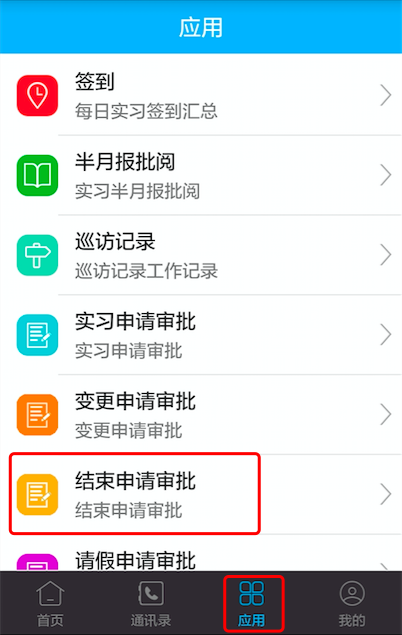 应用
签到
每日实习签到汇总
半月报批阅
实习半月报批阅
巡访记录
巡访记录工作记录
实习申请审批
实习申请审批
变更申请审批
变更申请审批
结束申请审批
结束申请审批
请假申请审批
首页
通讯录
应用
我的